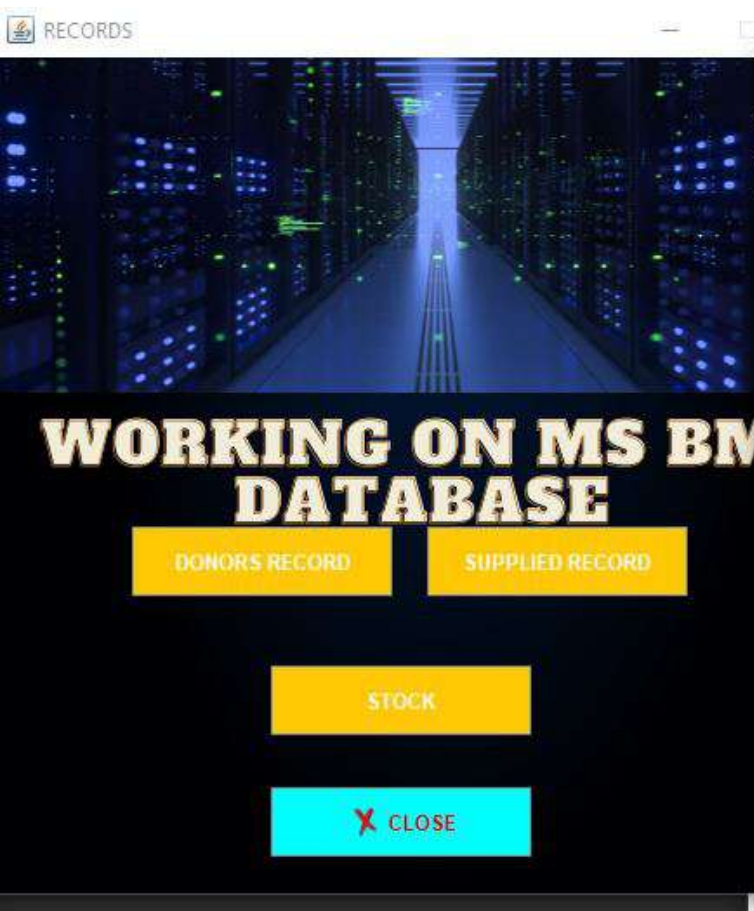 RECORDS
WORKING ON MS BM
DATABASE
DONORS RECORD
SUPPLIED RECORD
STOCK
X CLOSE